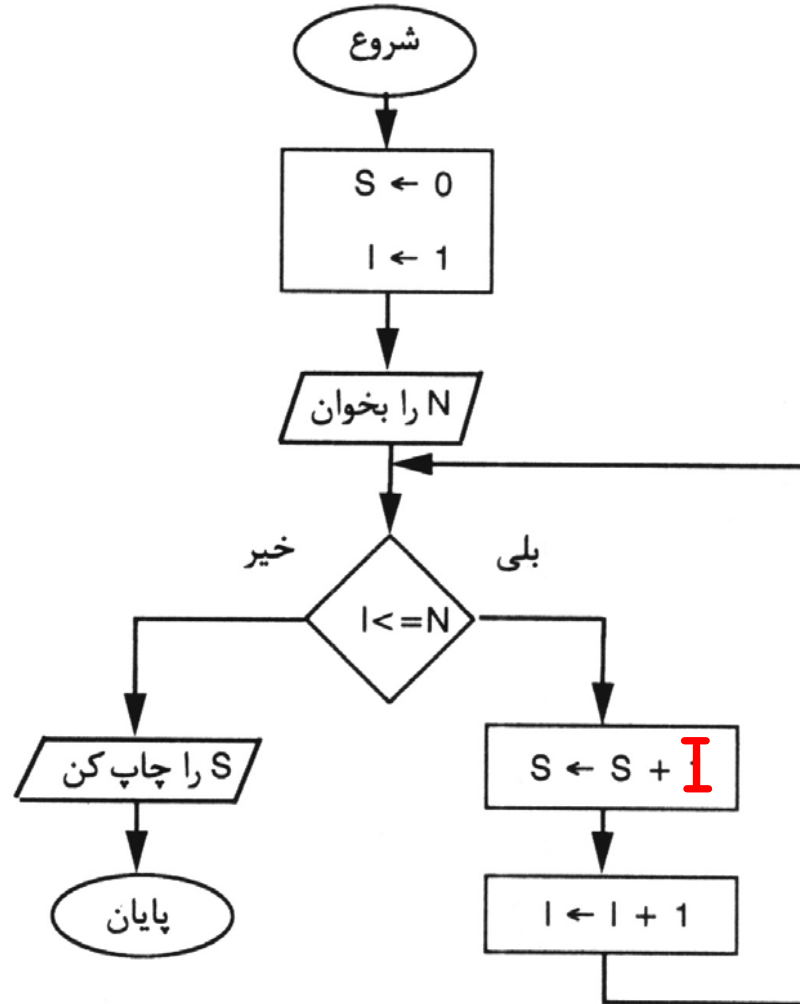 شروع
S ← 0
I ← 1
N را بخوان
خیر
بلی
I<=N
S را چاپ کن
S ← S + I
پایان
I ← I + 1